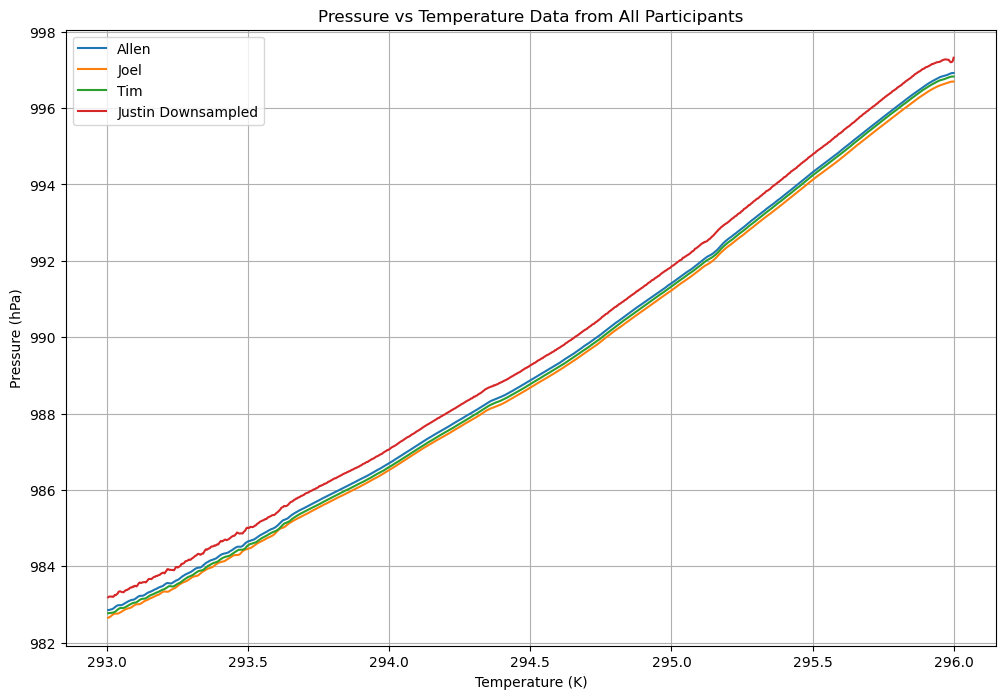 Pressure vs Temperature Data from All Participants
Allen
Joel
Tim
Justin Downsampled
Pressure (hPa)
998
996
994
992
990
988
986
984
982
293.0 293.5 294.0 294.5 295.0 295.5 296.0
Temperature (K)